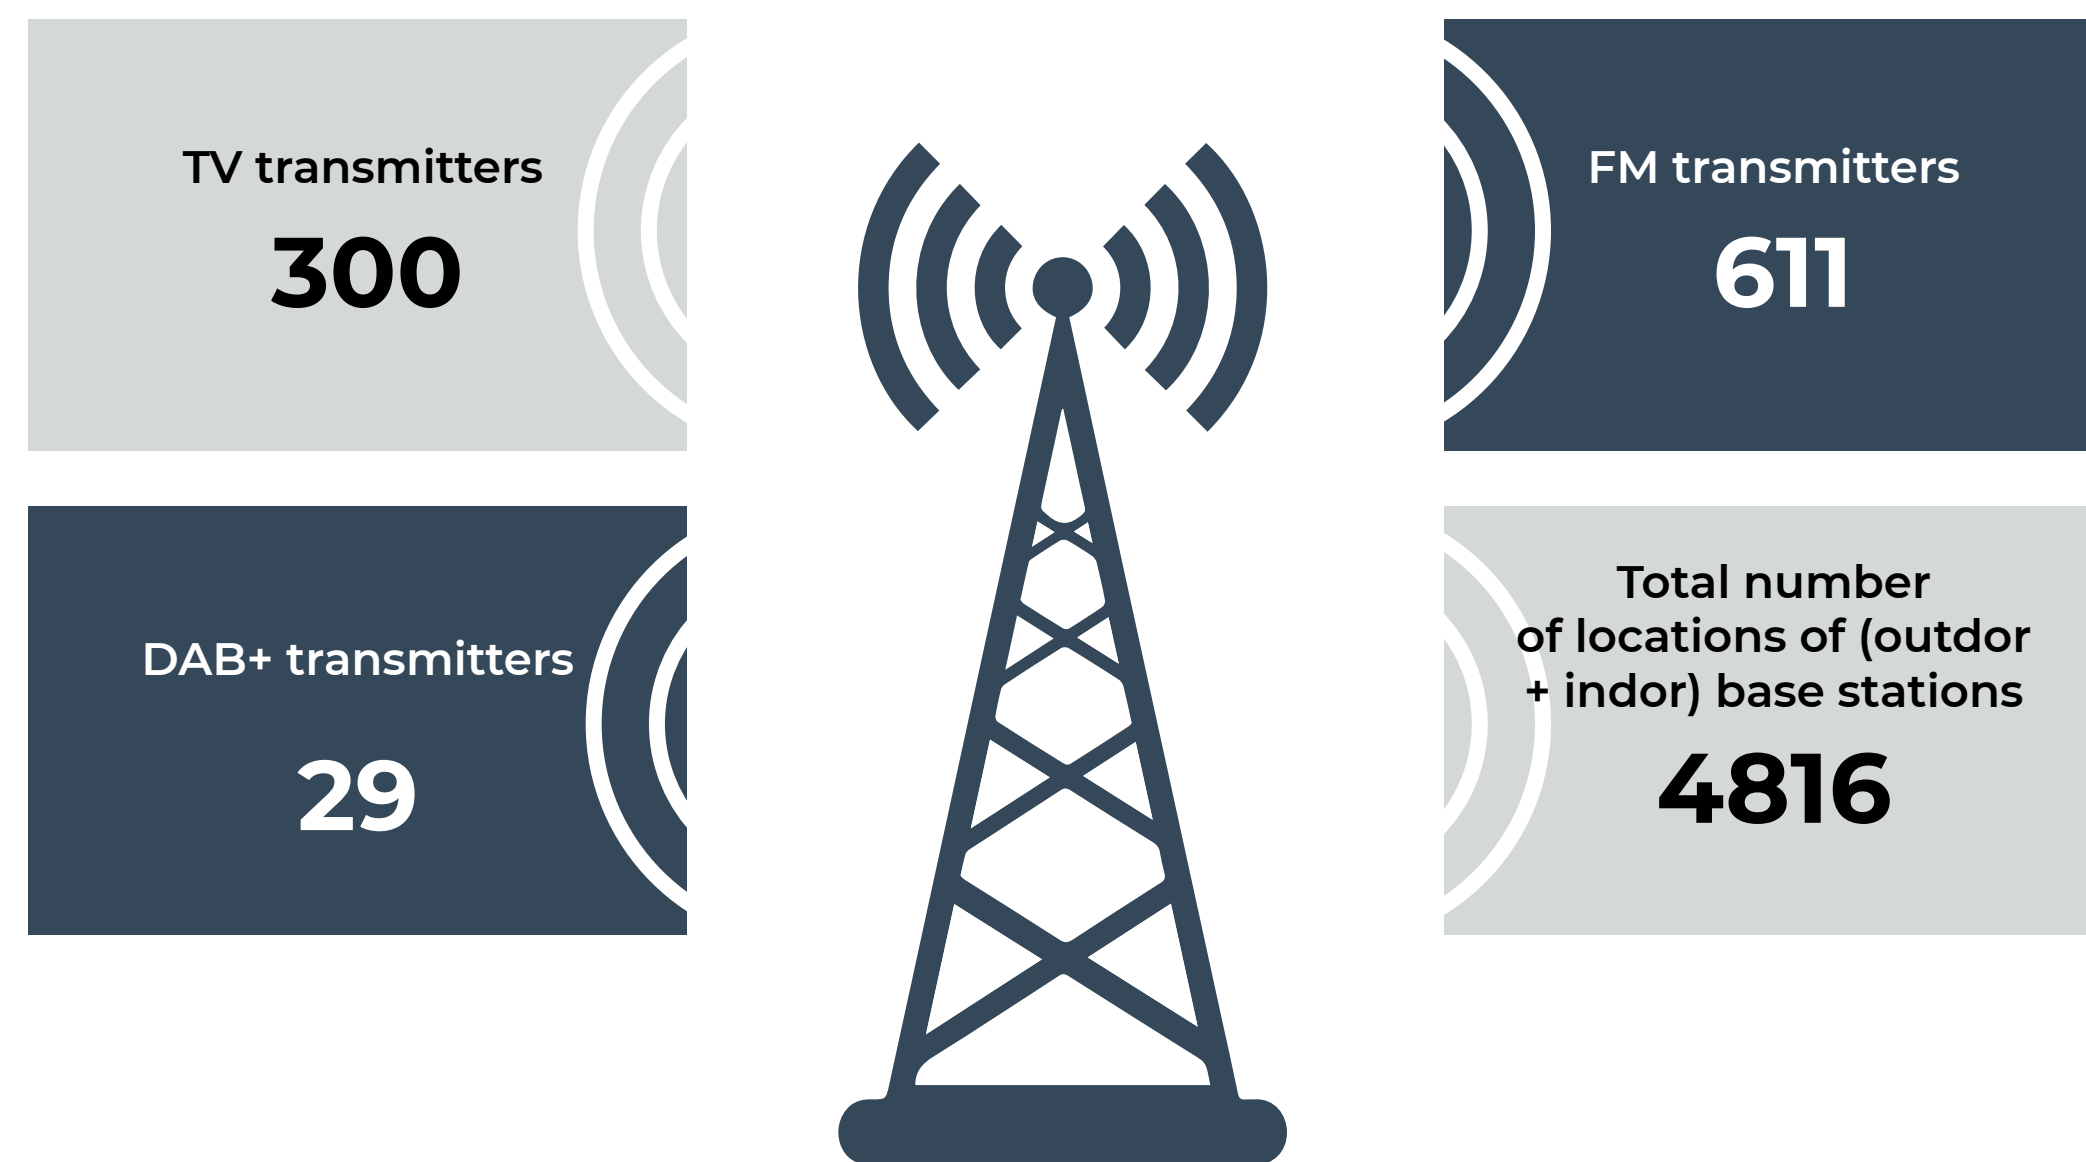 TV transmitters
300
FM transmitters
611
DAB+ transmitters
29
Total number
of locations of (outdor
+ indor) base stations
4816